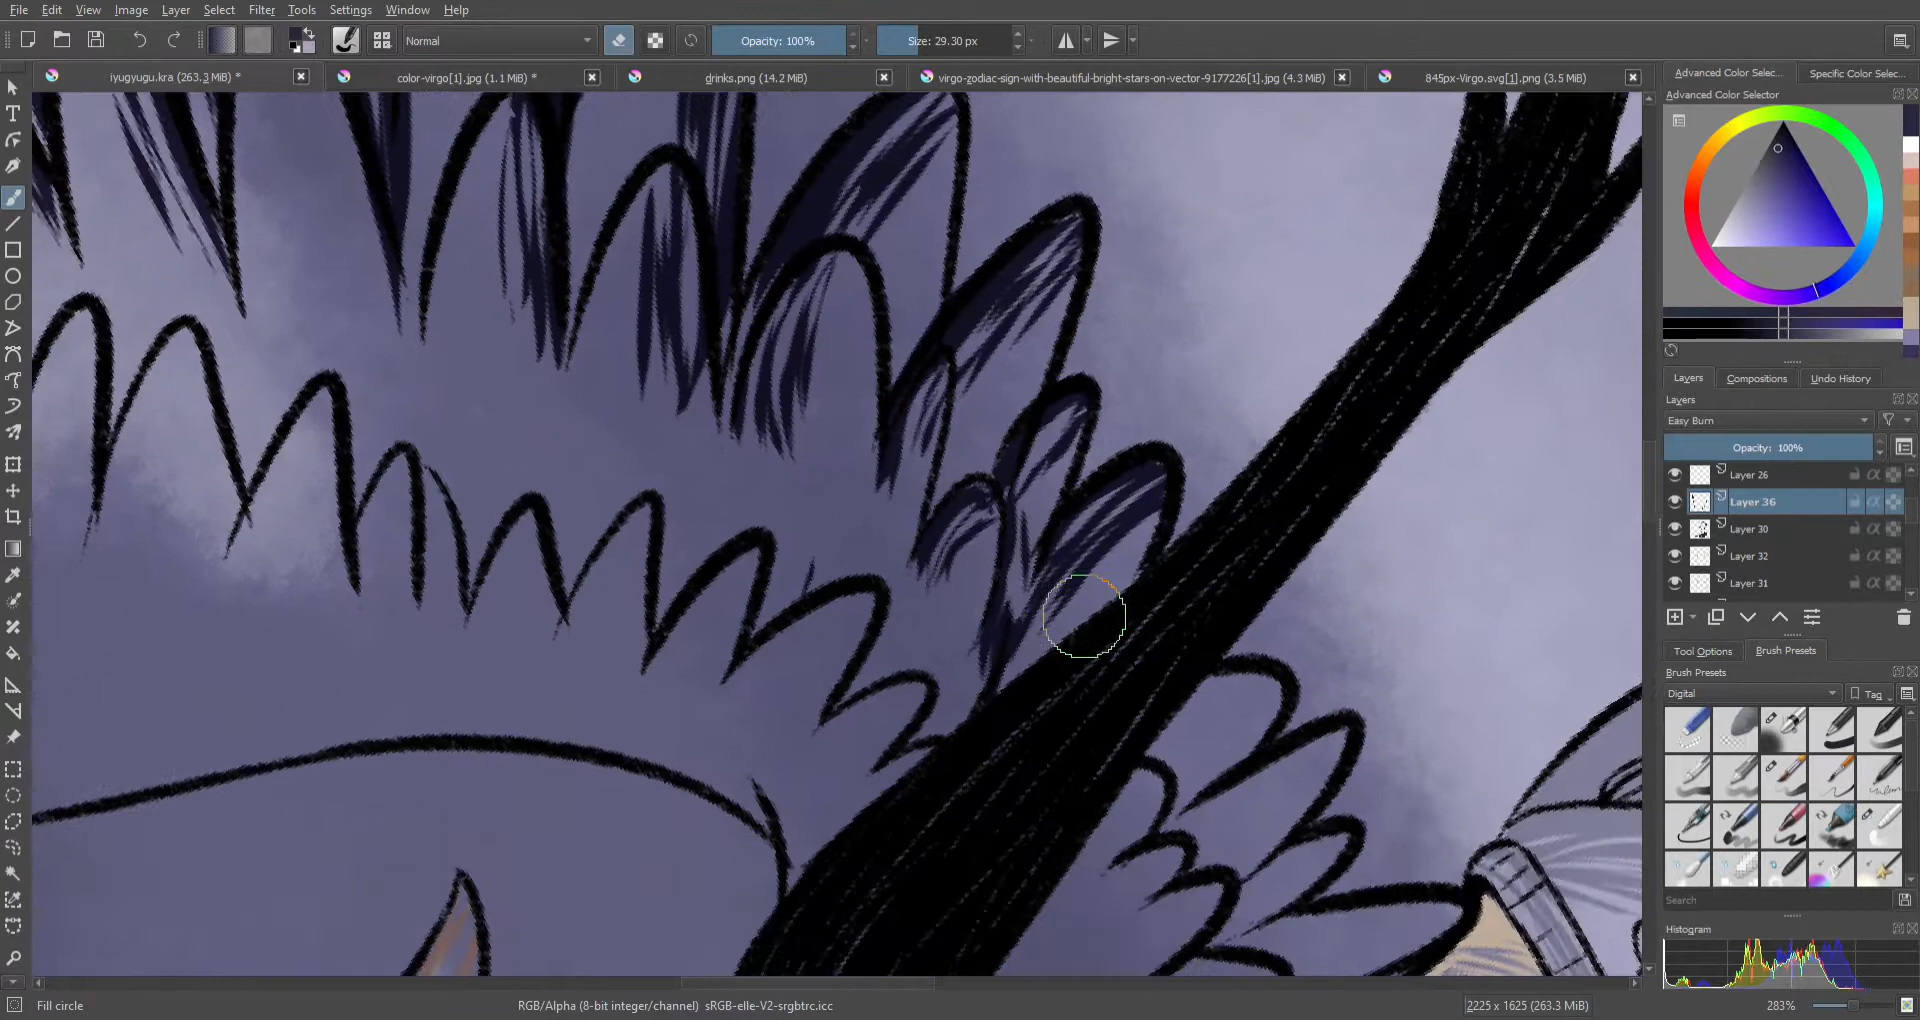 File Edit View Image Layer Select Filter Tools Settings Window Help
Normal
Opacity: 100%
Size: 29.30 px
iyugyugu.kra (263.3 MiB) *
color-virgo[1].jpg (1.1 MiB) *
drinks.png (14.2 MiB)
virgo-zodiac-sign-with-beautiful-bright-stars-on-vector-9177226[1].jpg (4.3 MiB)
845px-Virgo.svg[1].png (3.5 MiB)
Advanced Color Selec...
Specific Color Selec...
Advanced Color Selector
Layers
Compositions
Undo History
Layers
Easy Burn
Opacity: 100%
Layer 26
Layer 36
Layer 30
Layer 32
Layer 31
Tool Options
Brush Presets
Brush Presets
Digital
Tag
Search
Histogram
Fill circle
RGB/Alpha (8-bit integer/channel) sRGB-elle-V2-srgbtrc.icc
2225 x 1625 (263.3 MiB)
283%